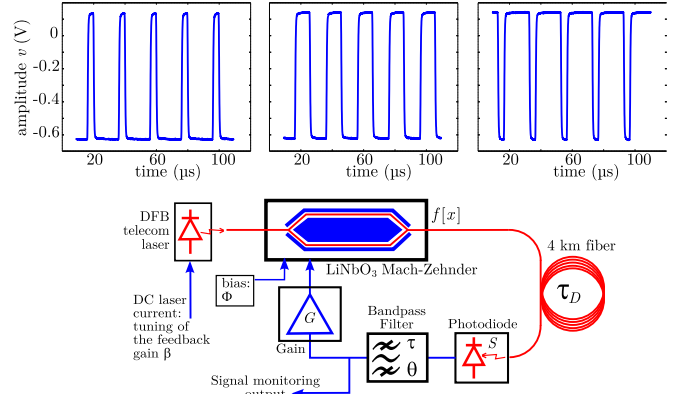 amplitude v (V)
0
-0.2
-0.4
-0.6
20 60 100
time (µs)
20 60 100
time (µs)
20 60 100
time (µs)
DFB
telecom
laser
f[x]
4 km fiber
LiNbO3 Mach-Zehnder
bias:
Φ
τD
DC laser
current:
tuning of
the feedback
gain β
G
Gain
Bandpass
Filter
τ
θ
Photodiode
S
Signal monitoring
output